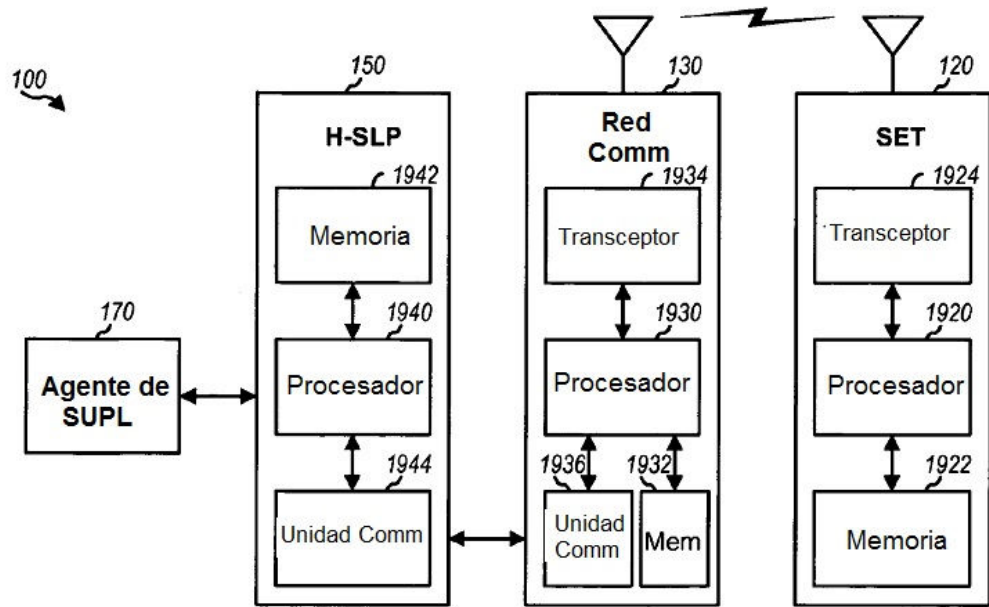 100
150
H-SLP
1942
Memoria
1940
Procesador
1944
Unidad Comm
170
Agente de
SUPL
130
Red
Comm
1934
Transceptor
1930
Procesador
1936
Unidad
Comm
1932
Mem
120
SET
1924
Transceptor
1920
Procesador
1922
Memoria